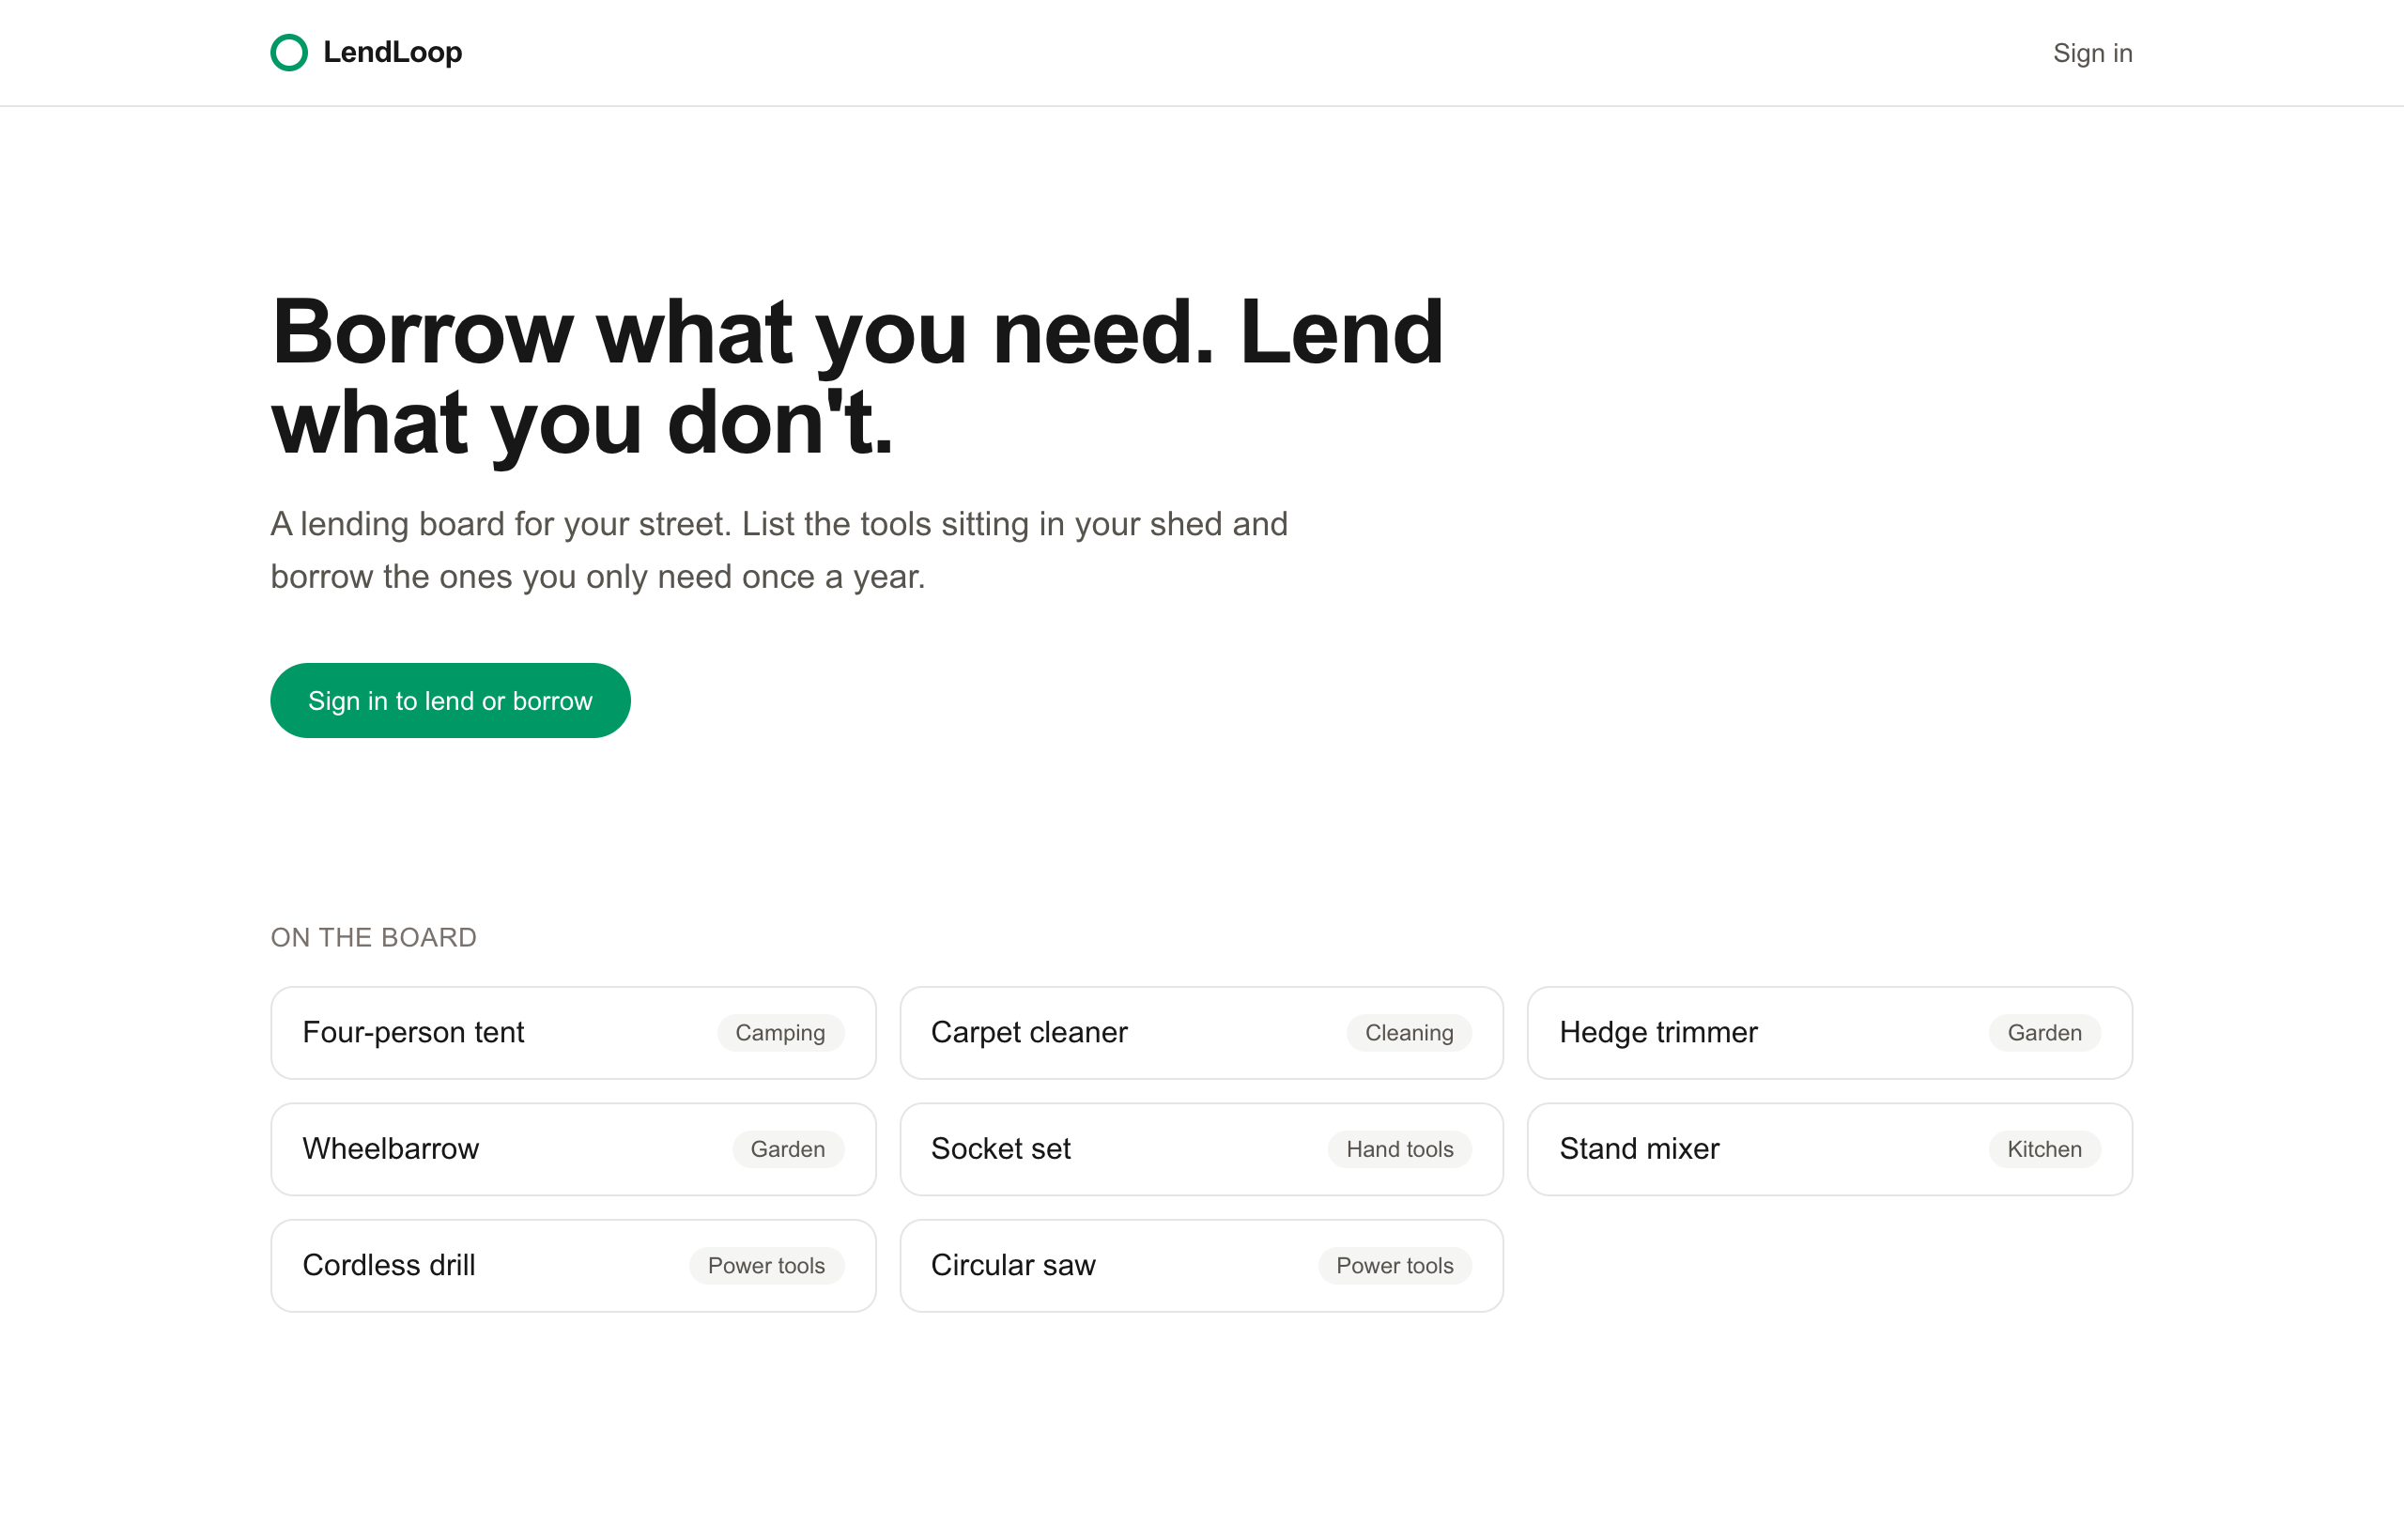 LendLoop
Sign in
Borrow what you need. Lend
what you don't.
A lending board for your street. List the tools sitting in your shed and
borrow the ones you only need once a year.
Sign in to lend or borrow
ON THE BOARD
Four-person tent
Camping
Carpet cleaner
Cleaning
Hedge trimmer
Garden
Wheelbarrow
Garden
Socket set
Hand tools
Stand mixer
Kitchen
Cordless drill
Power tools
Circular saw
Power tools